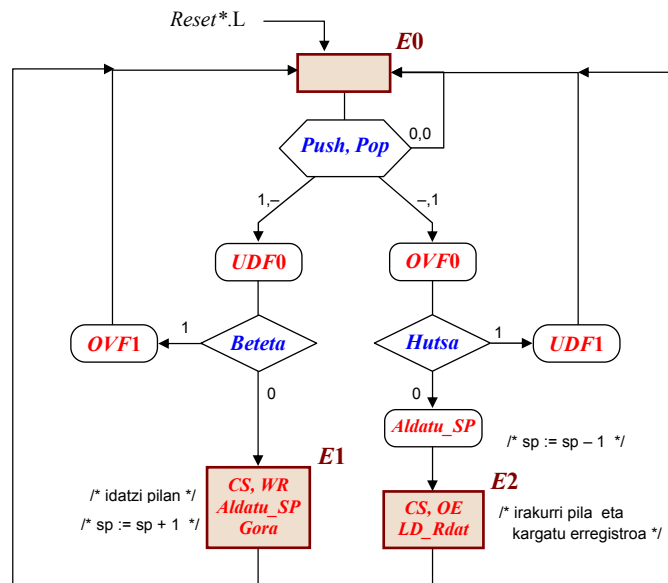 Reset*.L
E0
0,0
Push, Pop
1,–
–,1
UDF0
OVF0
OVF1
1
Beteta
Hutsa
1
UDF1
0
0
Aldatu_SP
/* sp := sp – 1 */
E1
E2
/* idatzi pilan */
/* sp := sp + 1 */
CS, WR
Aldatu_SP
Gora
CS, OE
LD_Rdat
/* irakurri pila eta
kargatu erregistroa */